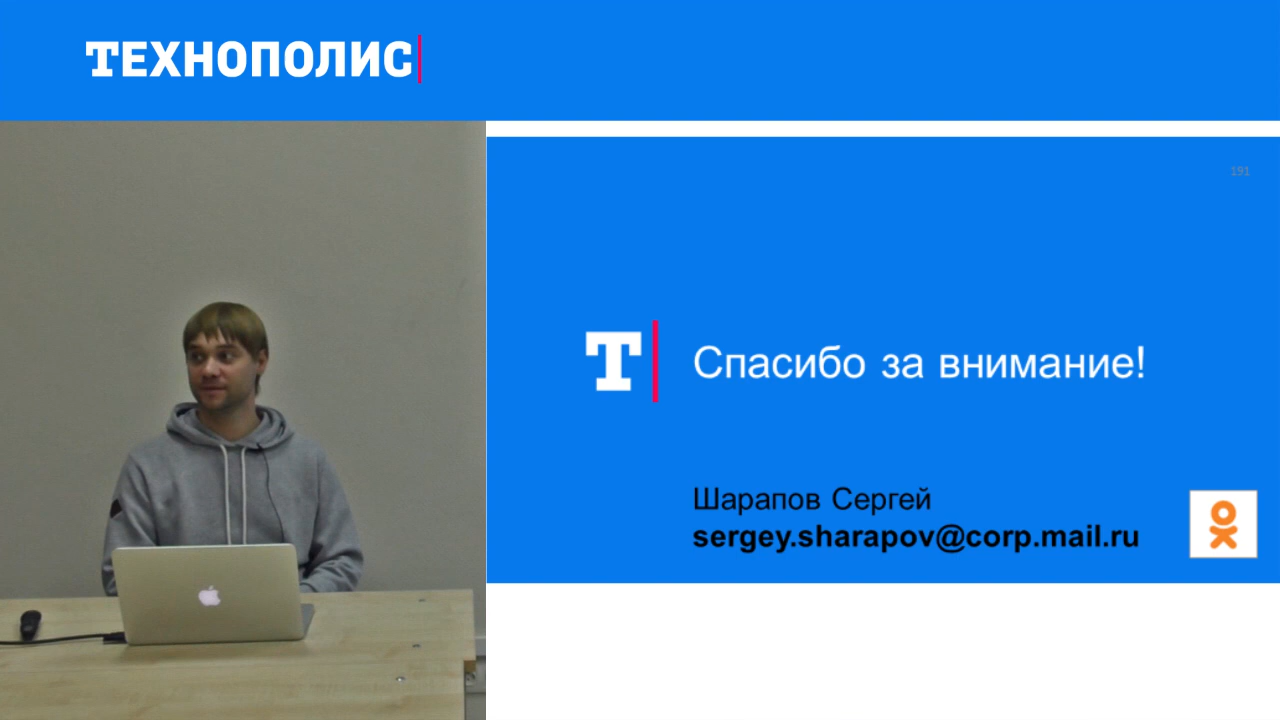 ТЕХНОПОЛИС
191
Т
Спасибо за внимание!
Шарапов Сергей
sergey.sharapov@corp.mail.ru